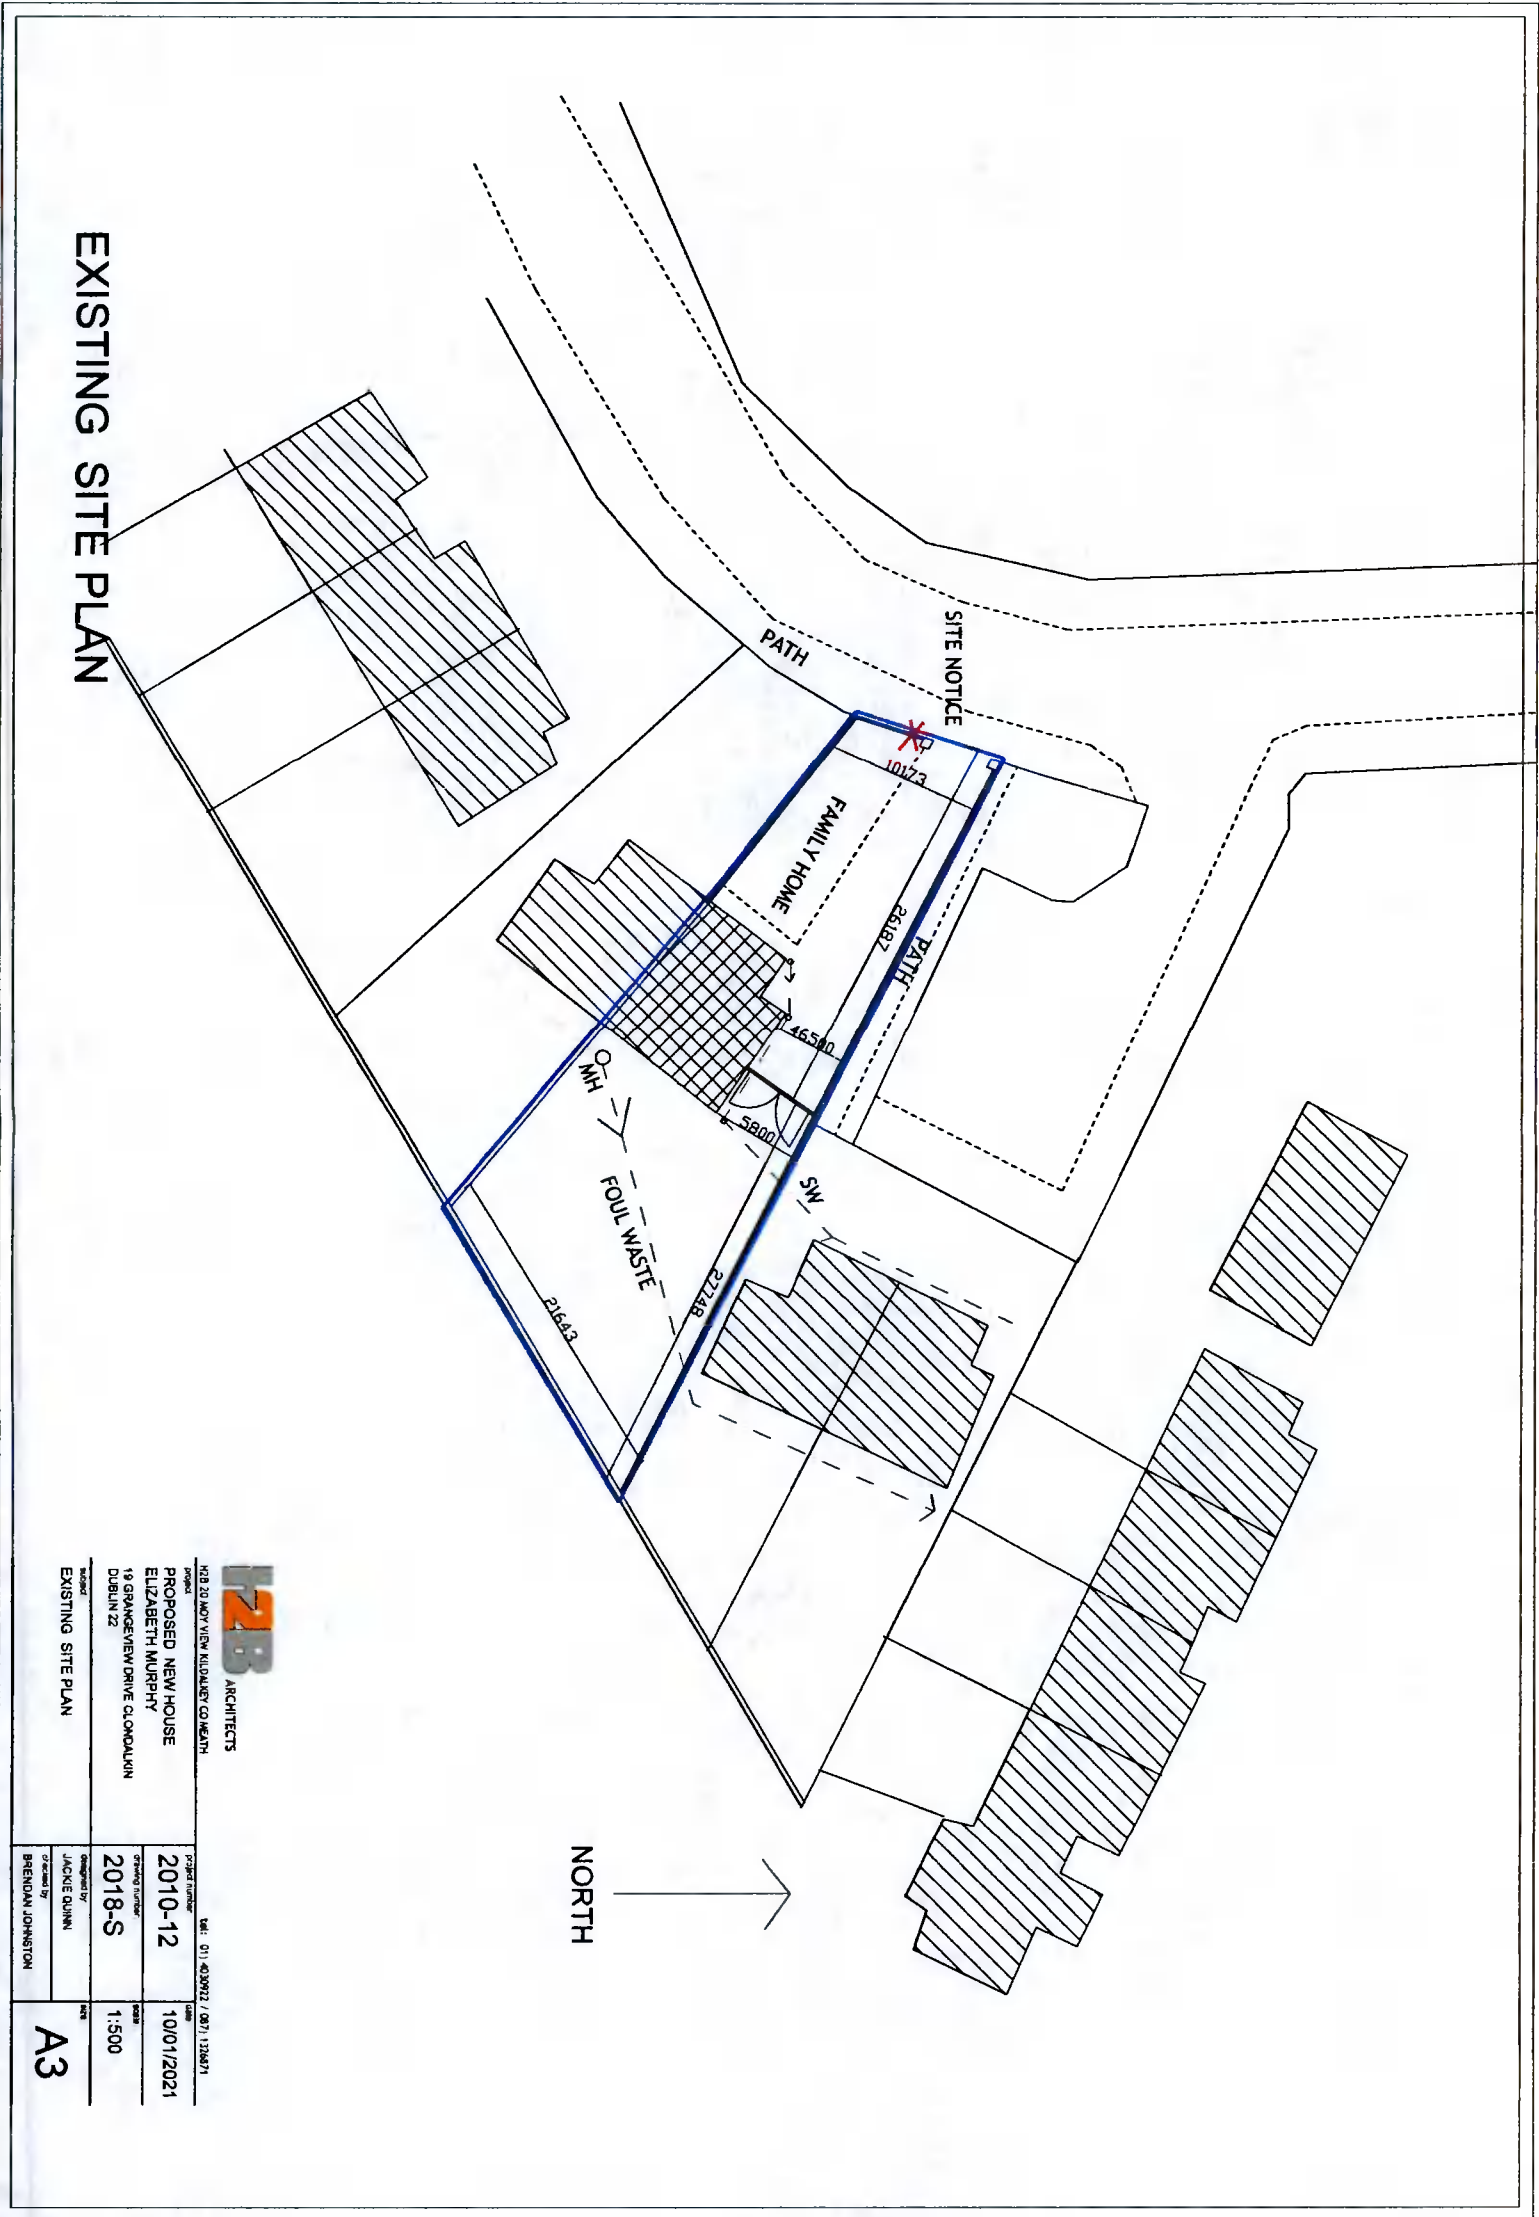 SITE NOTICE
PATH
10173
FAMILY HOME
26187
PATH
46500
MH
5800
SW
FOUL WASTE
27748
21643
NORTH
EXISTING SITE PLAN
H2B ARCHITECTS
H2B 20 MOY VIEW KILDALKEY CO MEATH
tel: 01) 4030922 / 087) 1326871
project
PROPOSED NEW HOUSE
ELIZABETH MURPHY
19 GRANGEVIEW DRIVE CLONDALKIN
DUBLIN 22
subject
EXISTING SITE PLAN
project number
2010-12
date
10/01/2021
drawing number
2018-S
scale
1:500
designed by
JACKIE QUINN
checked by
BRENDAN JOHNSTON
size
A3